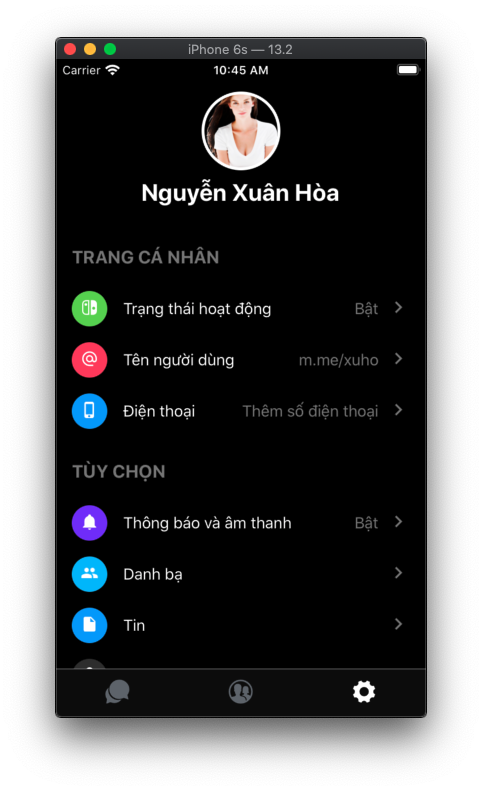 iPhone 6s — 13.2
Carrier 10:45 AM
Nguyễn Xuân Hòa
TRANG CÁ NHÂN
Trạng thái hoạt động Bật
Tên người dùng m.me/xuho
Điện thoại Thêm số điện thoại
TÙY CHỌN
Thông báo và âm thanh Bật
Danh bạ
Tin